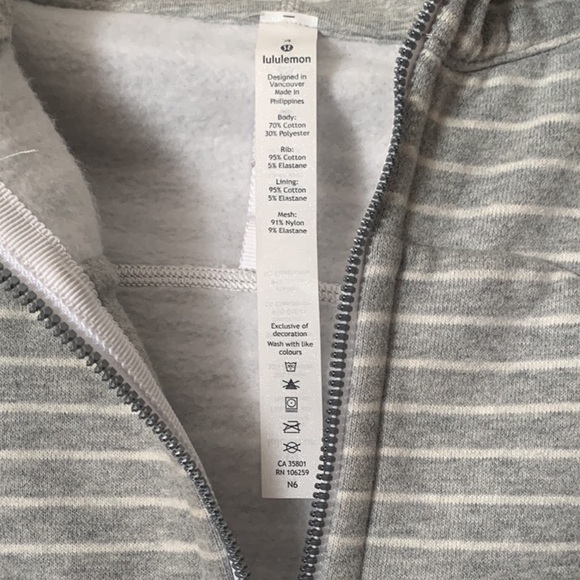 lululemon
Designed in
Vancouver
Made in
Philippines
Body:
70% Cotton
30% Polyester
Rib:
95% Cotton
5% Elastane
Lining:
95% Cotton
5% Elastane
Mesh:
91% Nylon
9% Elastane
Exclusive of
decoration
Wash with like
colours
CA 35801
RN 106259
N6